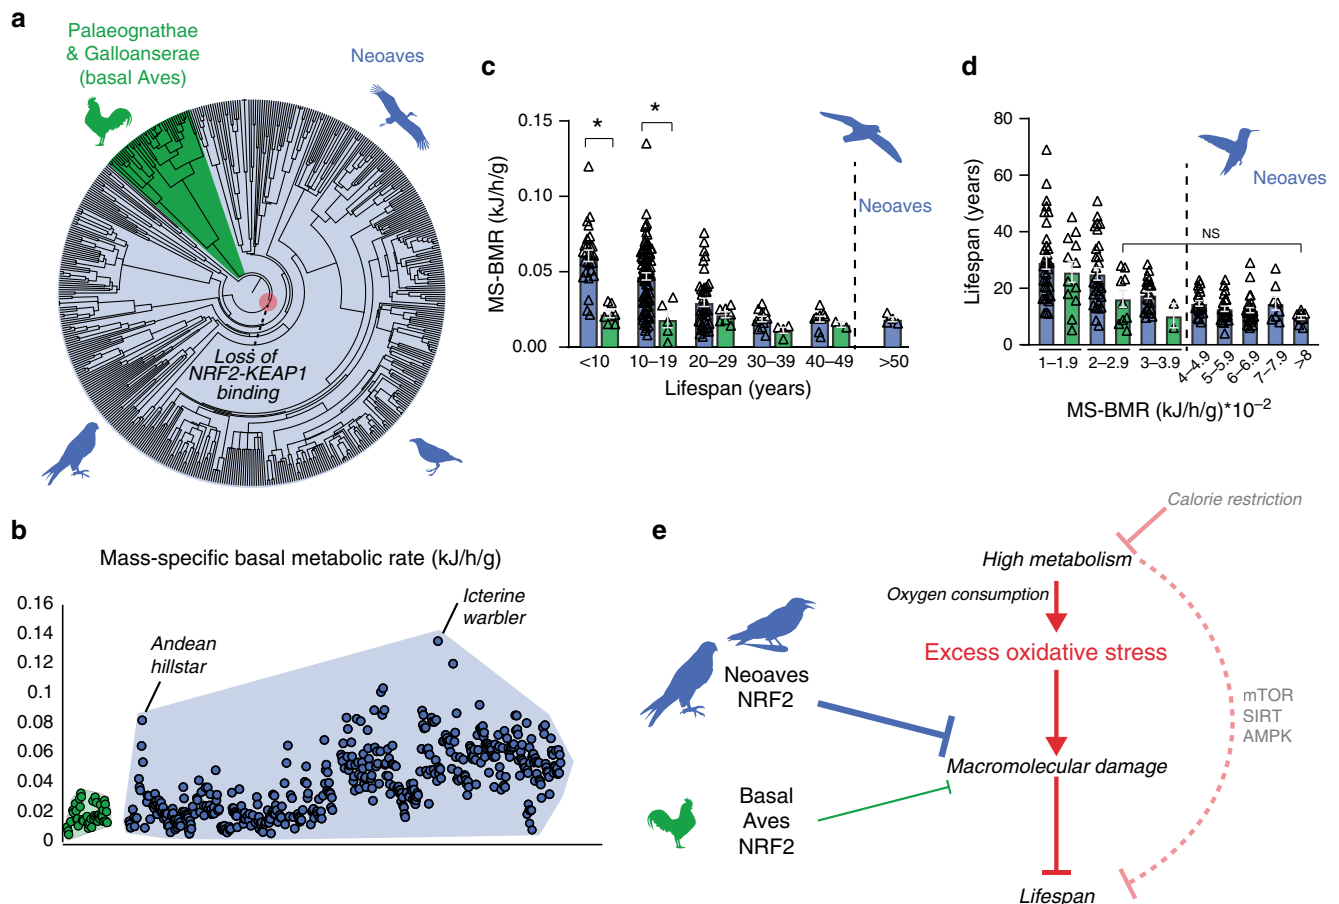 a
Palaeognathae
& Galloanserae
(basal Aves)
Neoaves
Loss of
NRF2-KEAP1
binding
b
Mass-specific basal metabolic rate (kJ/h/g)
0.16
0.14
0.12
0.1
0.08
0.06
0.04
0.02
0
Andean
hillstar
Icterine
warbler
c
MS-BMR (kJ/h/g)
0.15
0.10
0.05
0.00
*
*
Neoaves
<10
10–19
20–29
30–39
40–49
>50
Lifespan (years)
d
Lifespan (years)
80
60
40
20
0
NS
Neoaves
1–1.9
2–2.9
3–3.9
4–4.9
5–5.9
6–6.9
7–7.9
>8
MS-BMR (kJ/h/g)*10–2
e
Calorie restriction
High metabolism
Oxygen consumption
Excess oxidative stress
Neoaves
NRF2
mTOR
SIRT
AMPK
Macromolecular damage
Basal
Aves
NRF2
Lifespan